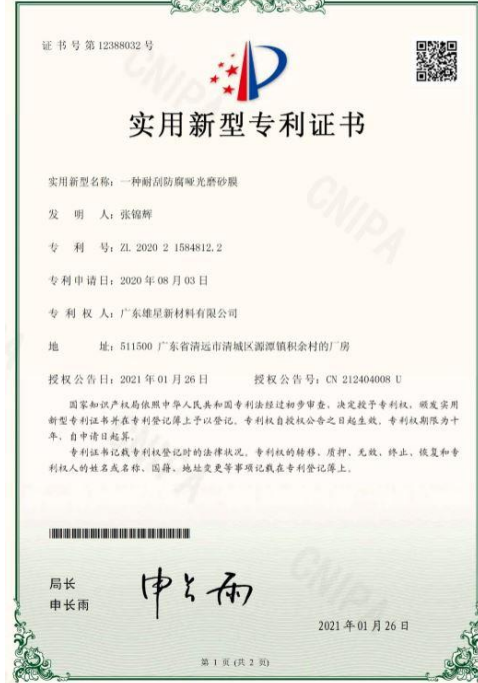 证书号第12388032号
CNIPA
实用新型专利证书
实用新型名称：一种耐刮防腐哑光磨砂膜
CNIPA
发 明 人：张锦辉
专 利 号：ZL 2020 2 1584812.2
专利申请日：2020年08月03日
专 利 权 人：广东雄星新材料有限公司
地 址：511500 广东省清远市清城区源潭镇积余村的厂房
授权公告日：2021年01月26日 授权公告号：CN 212404008 U
国家知识产权局依照中华人民共和国专利法经过初步审查，决定授予专利权，颁发实用
新型专利证书并在专利登记簿上予以登记。专利权自授权公告之日起生效。专利权期限为十
年，自申请日起算。
专利证书记载专利权登记时的法律状况。专利权的转移、质押、无效、终止、恢复和专
利权人的姓名或名称、国籍、地址变更等事项记载在专利登记簿上。
CNIPA
局长
申长雨
申长雨
2021年01月26日
第 1 页 (共 2 页)